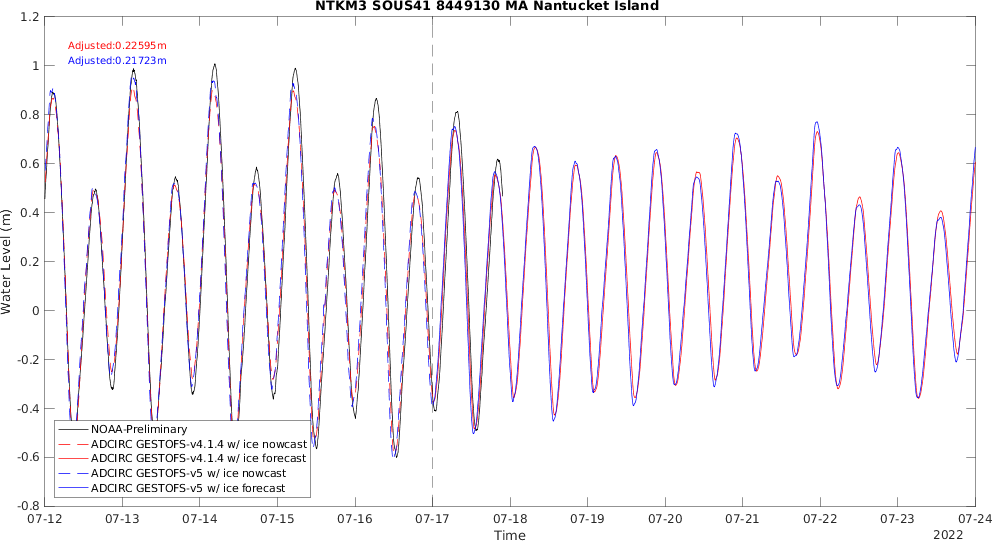 NTKM3 SOUS41 8449130 MA Nantucket Island
1.2
1
0.8
0.6
0.4
0.2
0
-0.2
-0.4
-0.6
-0.8
Water Level (m)
Adjusted:0.22595m
Adjusted:0.21723m
NOAA-Preliminary
ADCIRC GESTOFS-v4.1.4 w/ ice nowcast
ADCIRC GESTOFS-v4.1.4 w/ ice forecast
ADCIRC GESTOFS-v5 w/ ice nowcast
ADCIRC GESTOFS-v5 w/ ice forecast
07-12 07-13 07-14 07-15 07-16 07-17 07-18 07-19 07-20 07-21 07-22 07-23 07-24
Time
2022